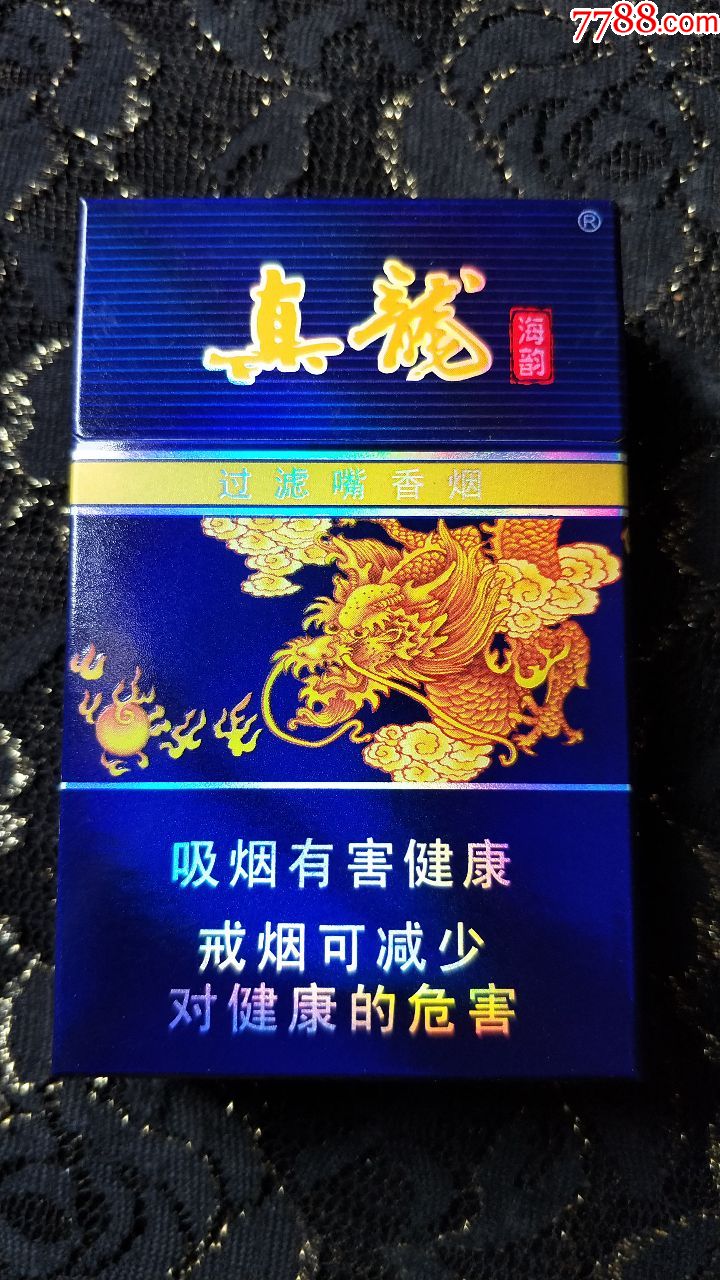 7788.com
®
真龍
海韵
过滤嘴香烟
吸烟有害健康
戒烟可减少
对健康的危害